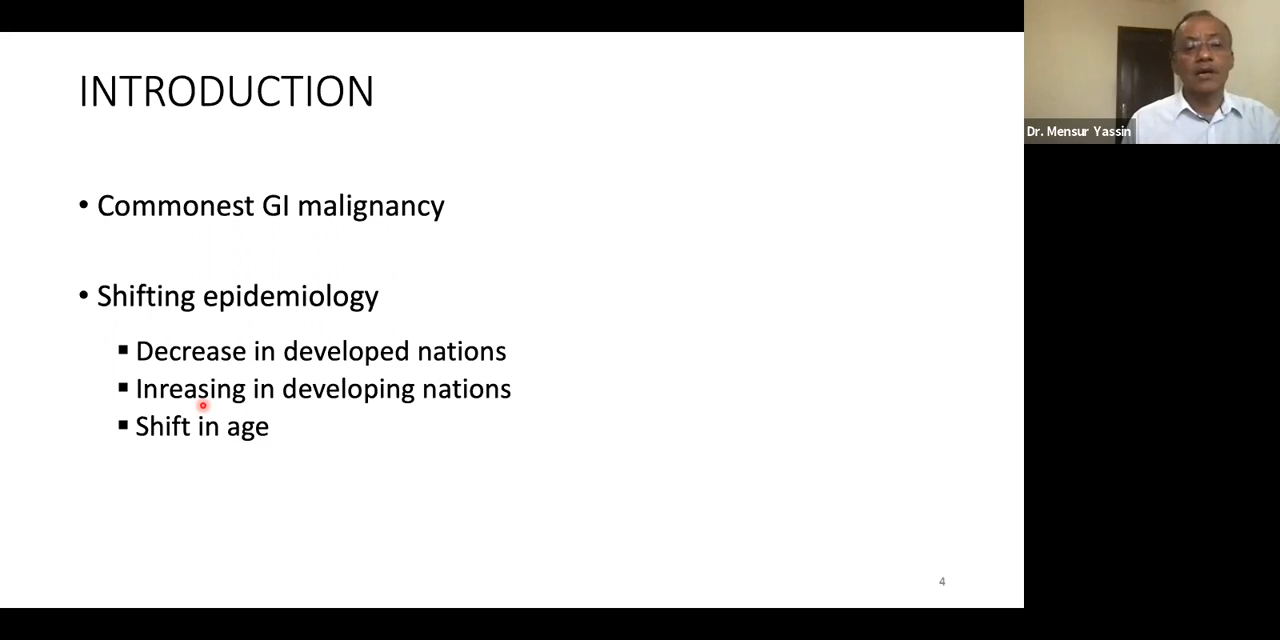 INTRODUCTION
• Commonest GI malignancy
• Shifting epidemiology
▪ Decrease in developed nations
▪ Inreasing in developing nations
▪ Shift in age
4
Dr. Mensur Yassin